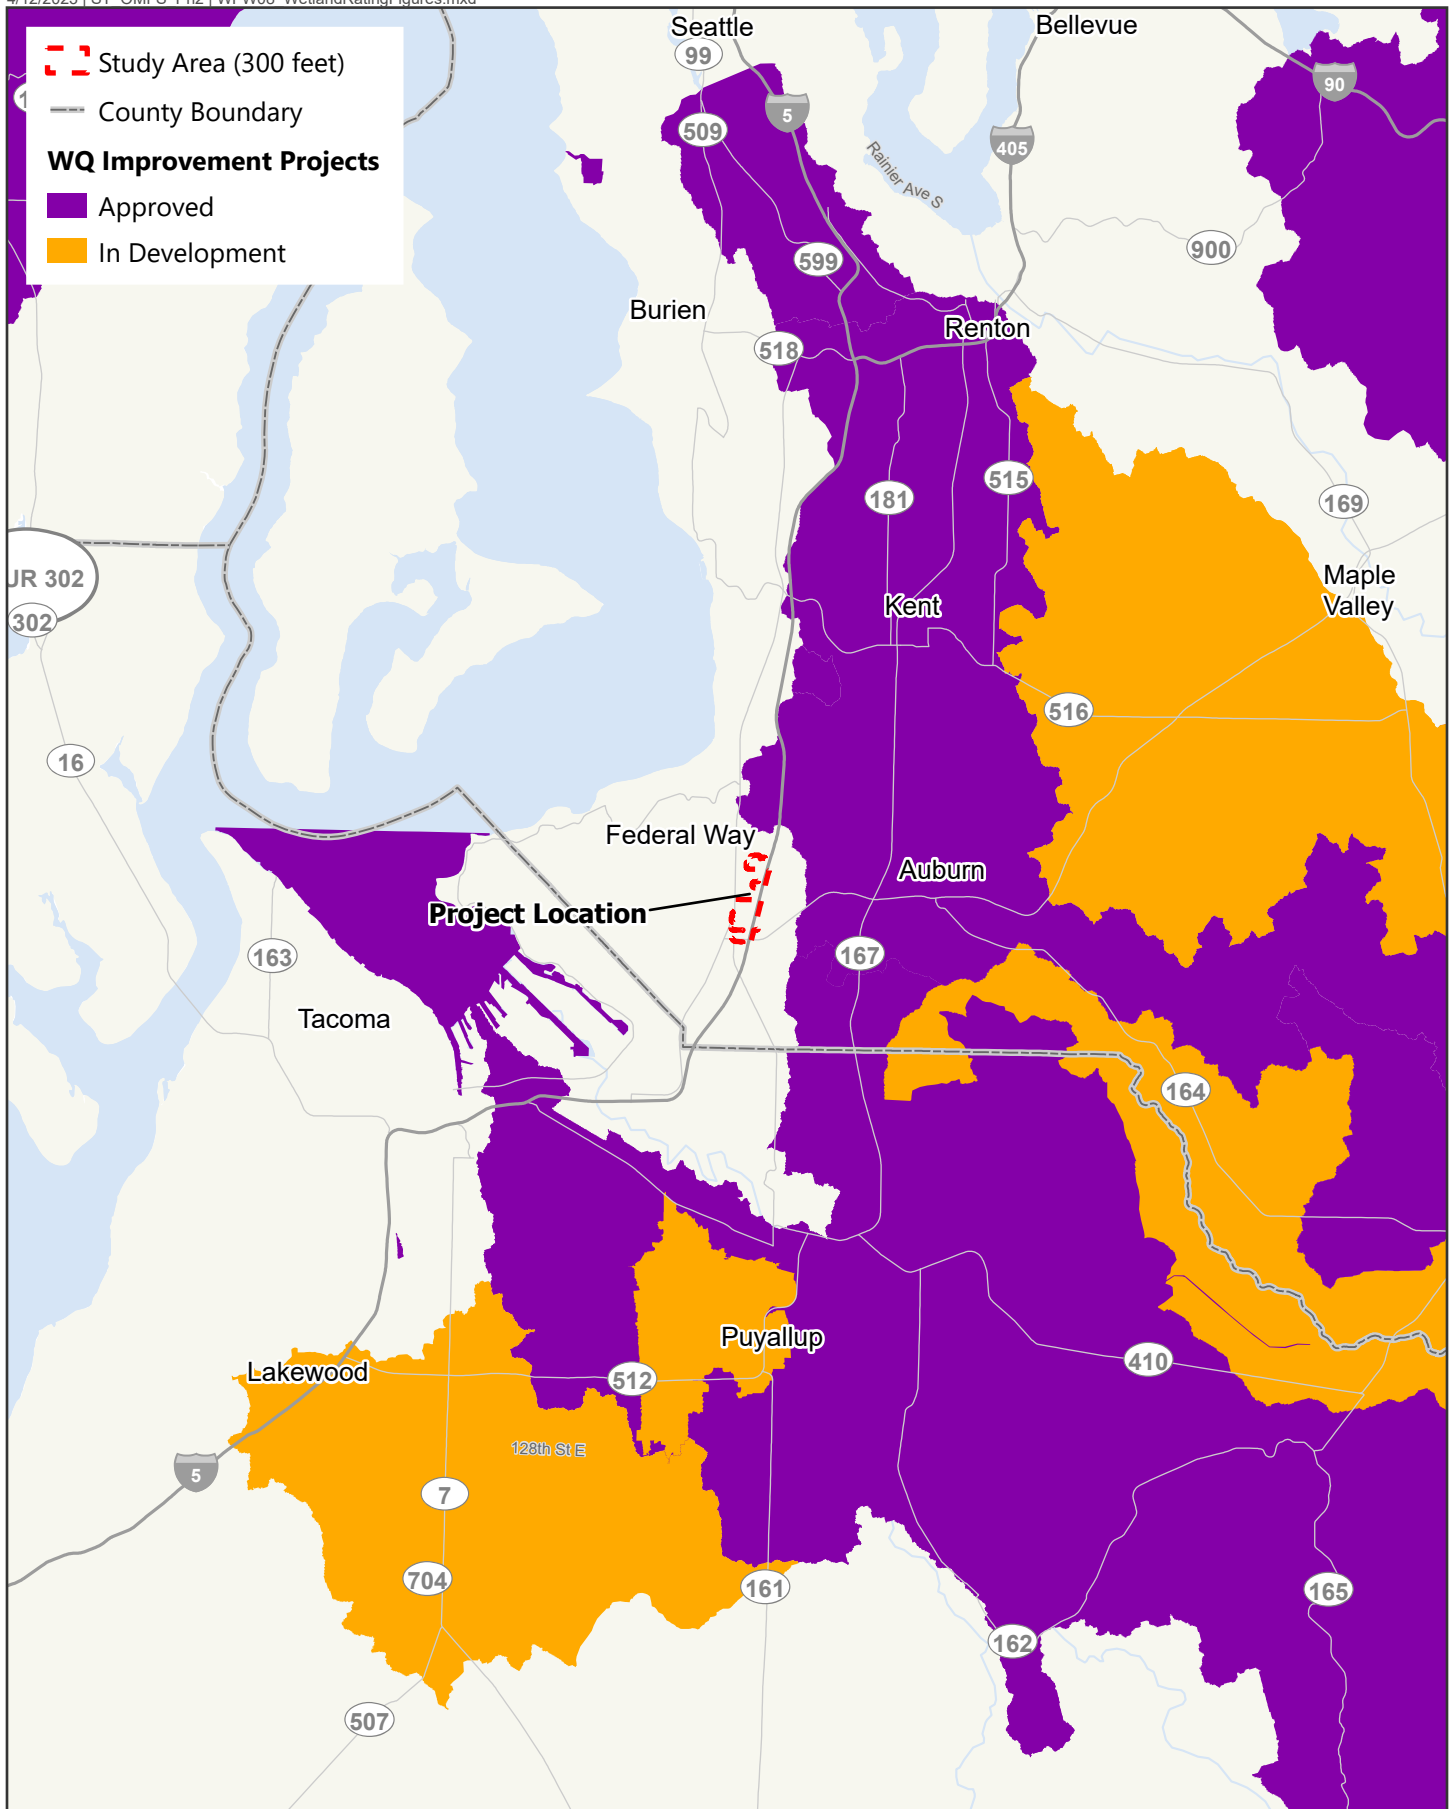 Seattle
Bellevue
99
Study Area (300 feet)
County Boundary
WQ Improvement Projects
Approved
In Development
5
90
509
405
Rainier Ave S
900
599
Burien
Renton
518
515
181
169
UR 302
302
Maple
Valley
Kent
516
16
Federal Way
Auburn
Project Location
163
167
Tacoma
164
Puyallup
410
Lakewood
512
128th St E
5
7
704
161
165
162
507